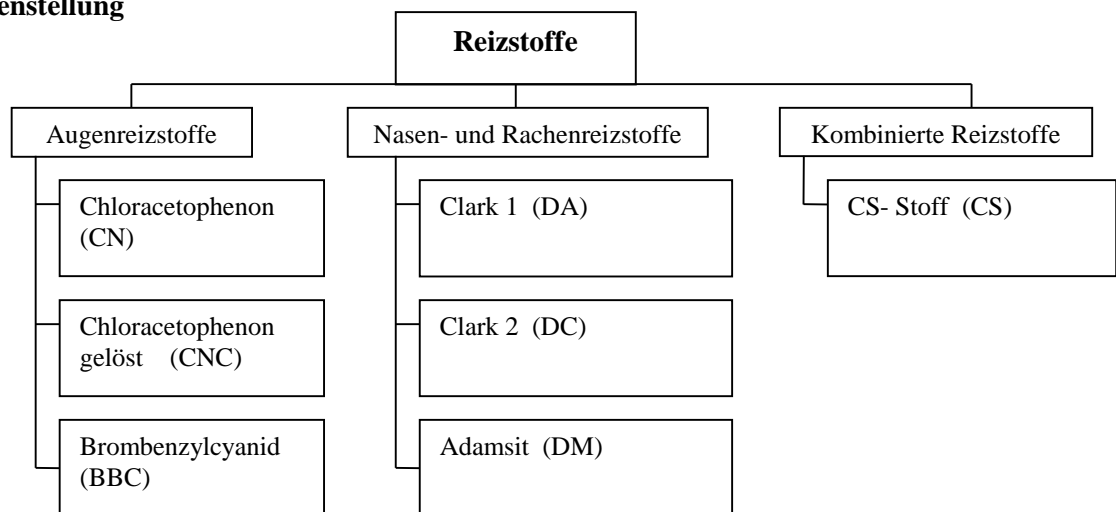 enstellung
Reizstoffe
Augenreizstoffe
Nasen- und Rachenreizstoffe
Kombinierte Reizstoffe
Chloracetophenon
(CN)
Clark 1 (DA)
CS- Stoff (CS)
Chloracetophenon
gelöst (CNC)
Clark 2 (DC)
Brombenzylcyanid
(BBC)
Adamsit (DM)